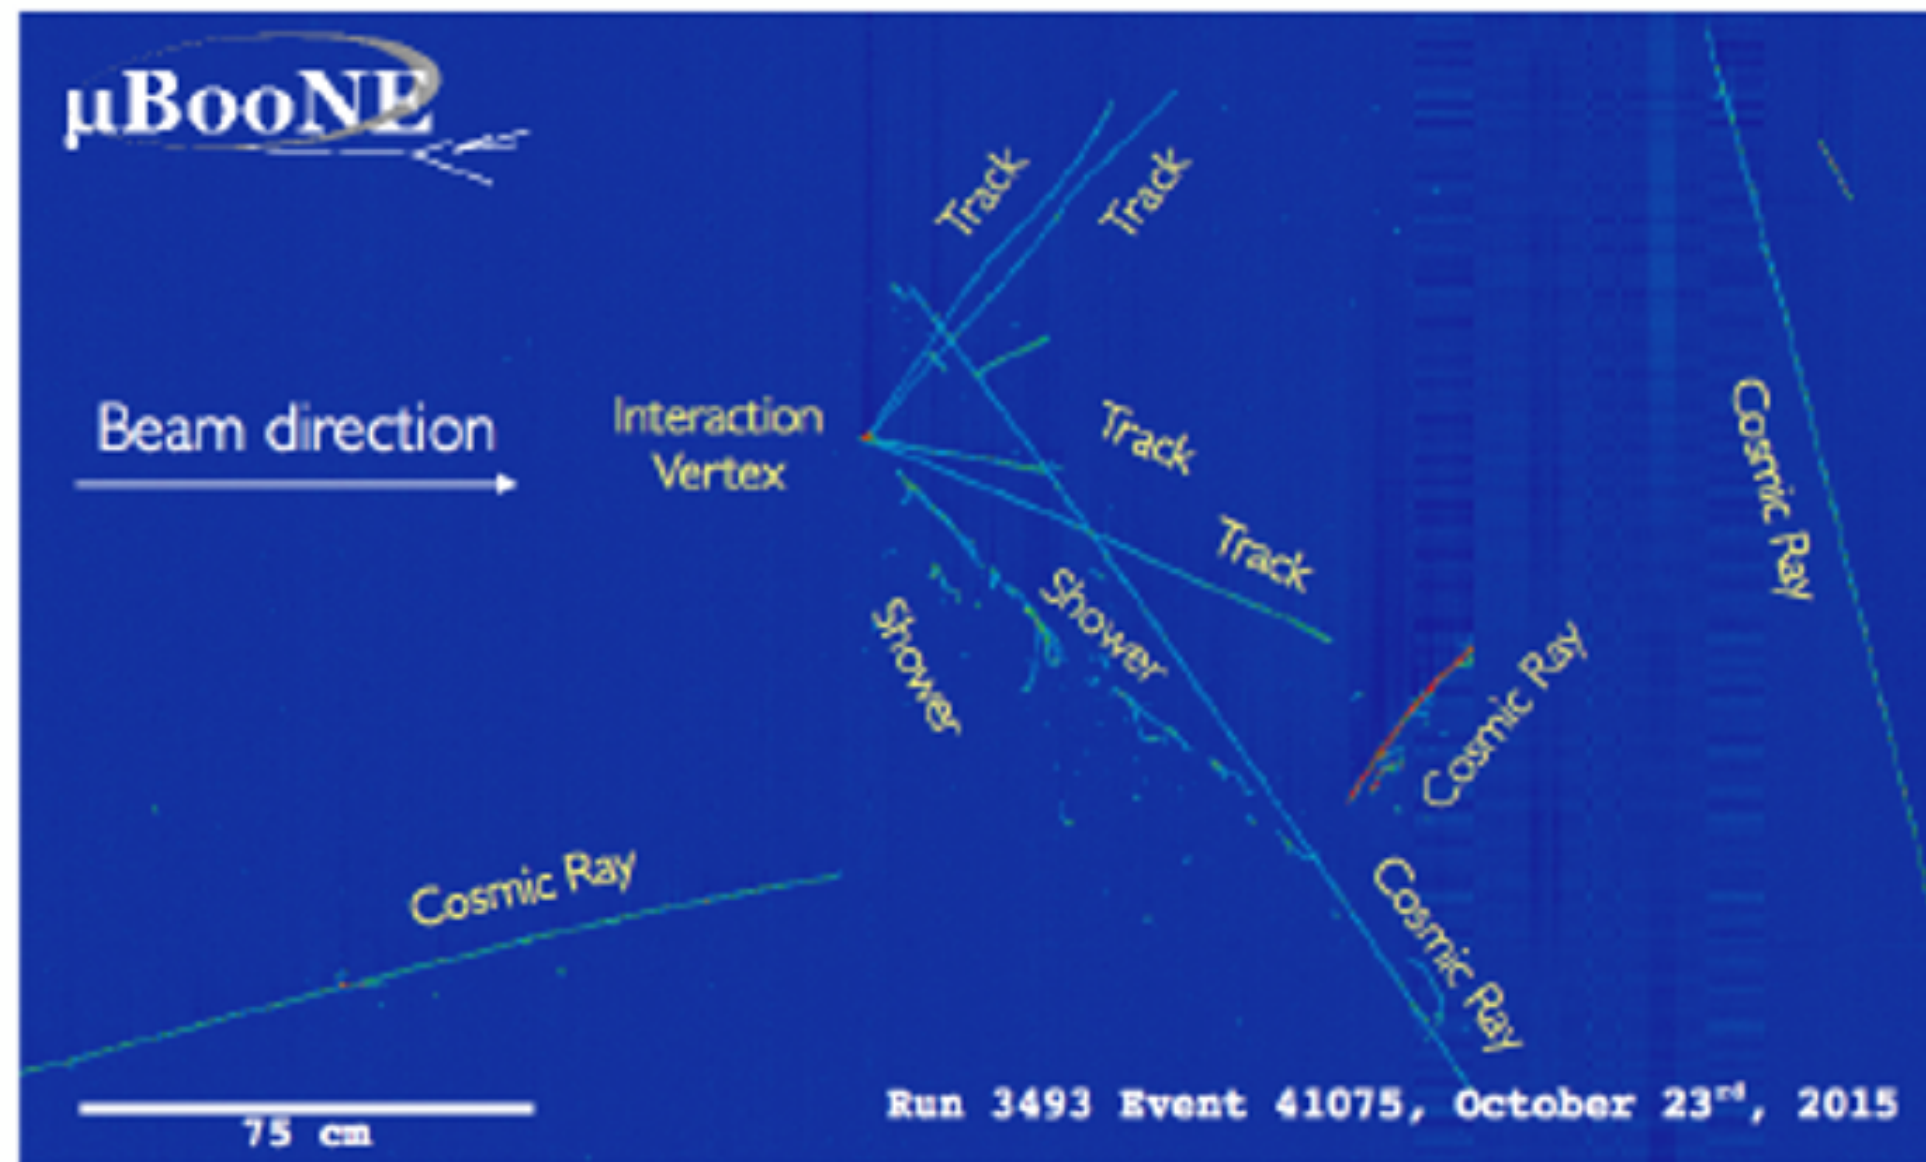 µBooNE
Track
Track
Beam direction
Interaction
Vertex
Track
Track
Cosmic Ray
Shower
Shower
Cosmic Ray
Cosmic Ray
Cosmic Ray
75 cm
Run 3493 Event 41075, October 23rd, 2015